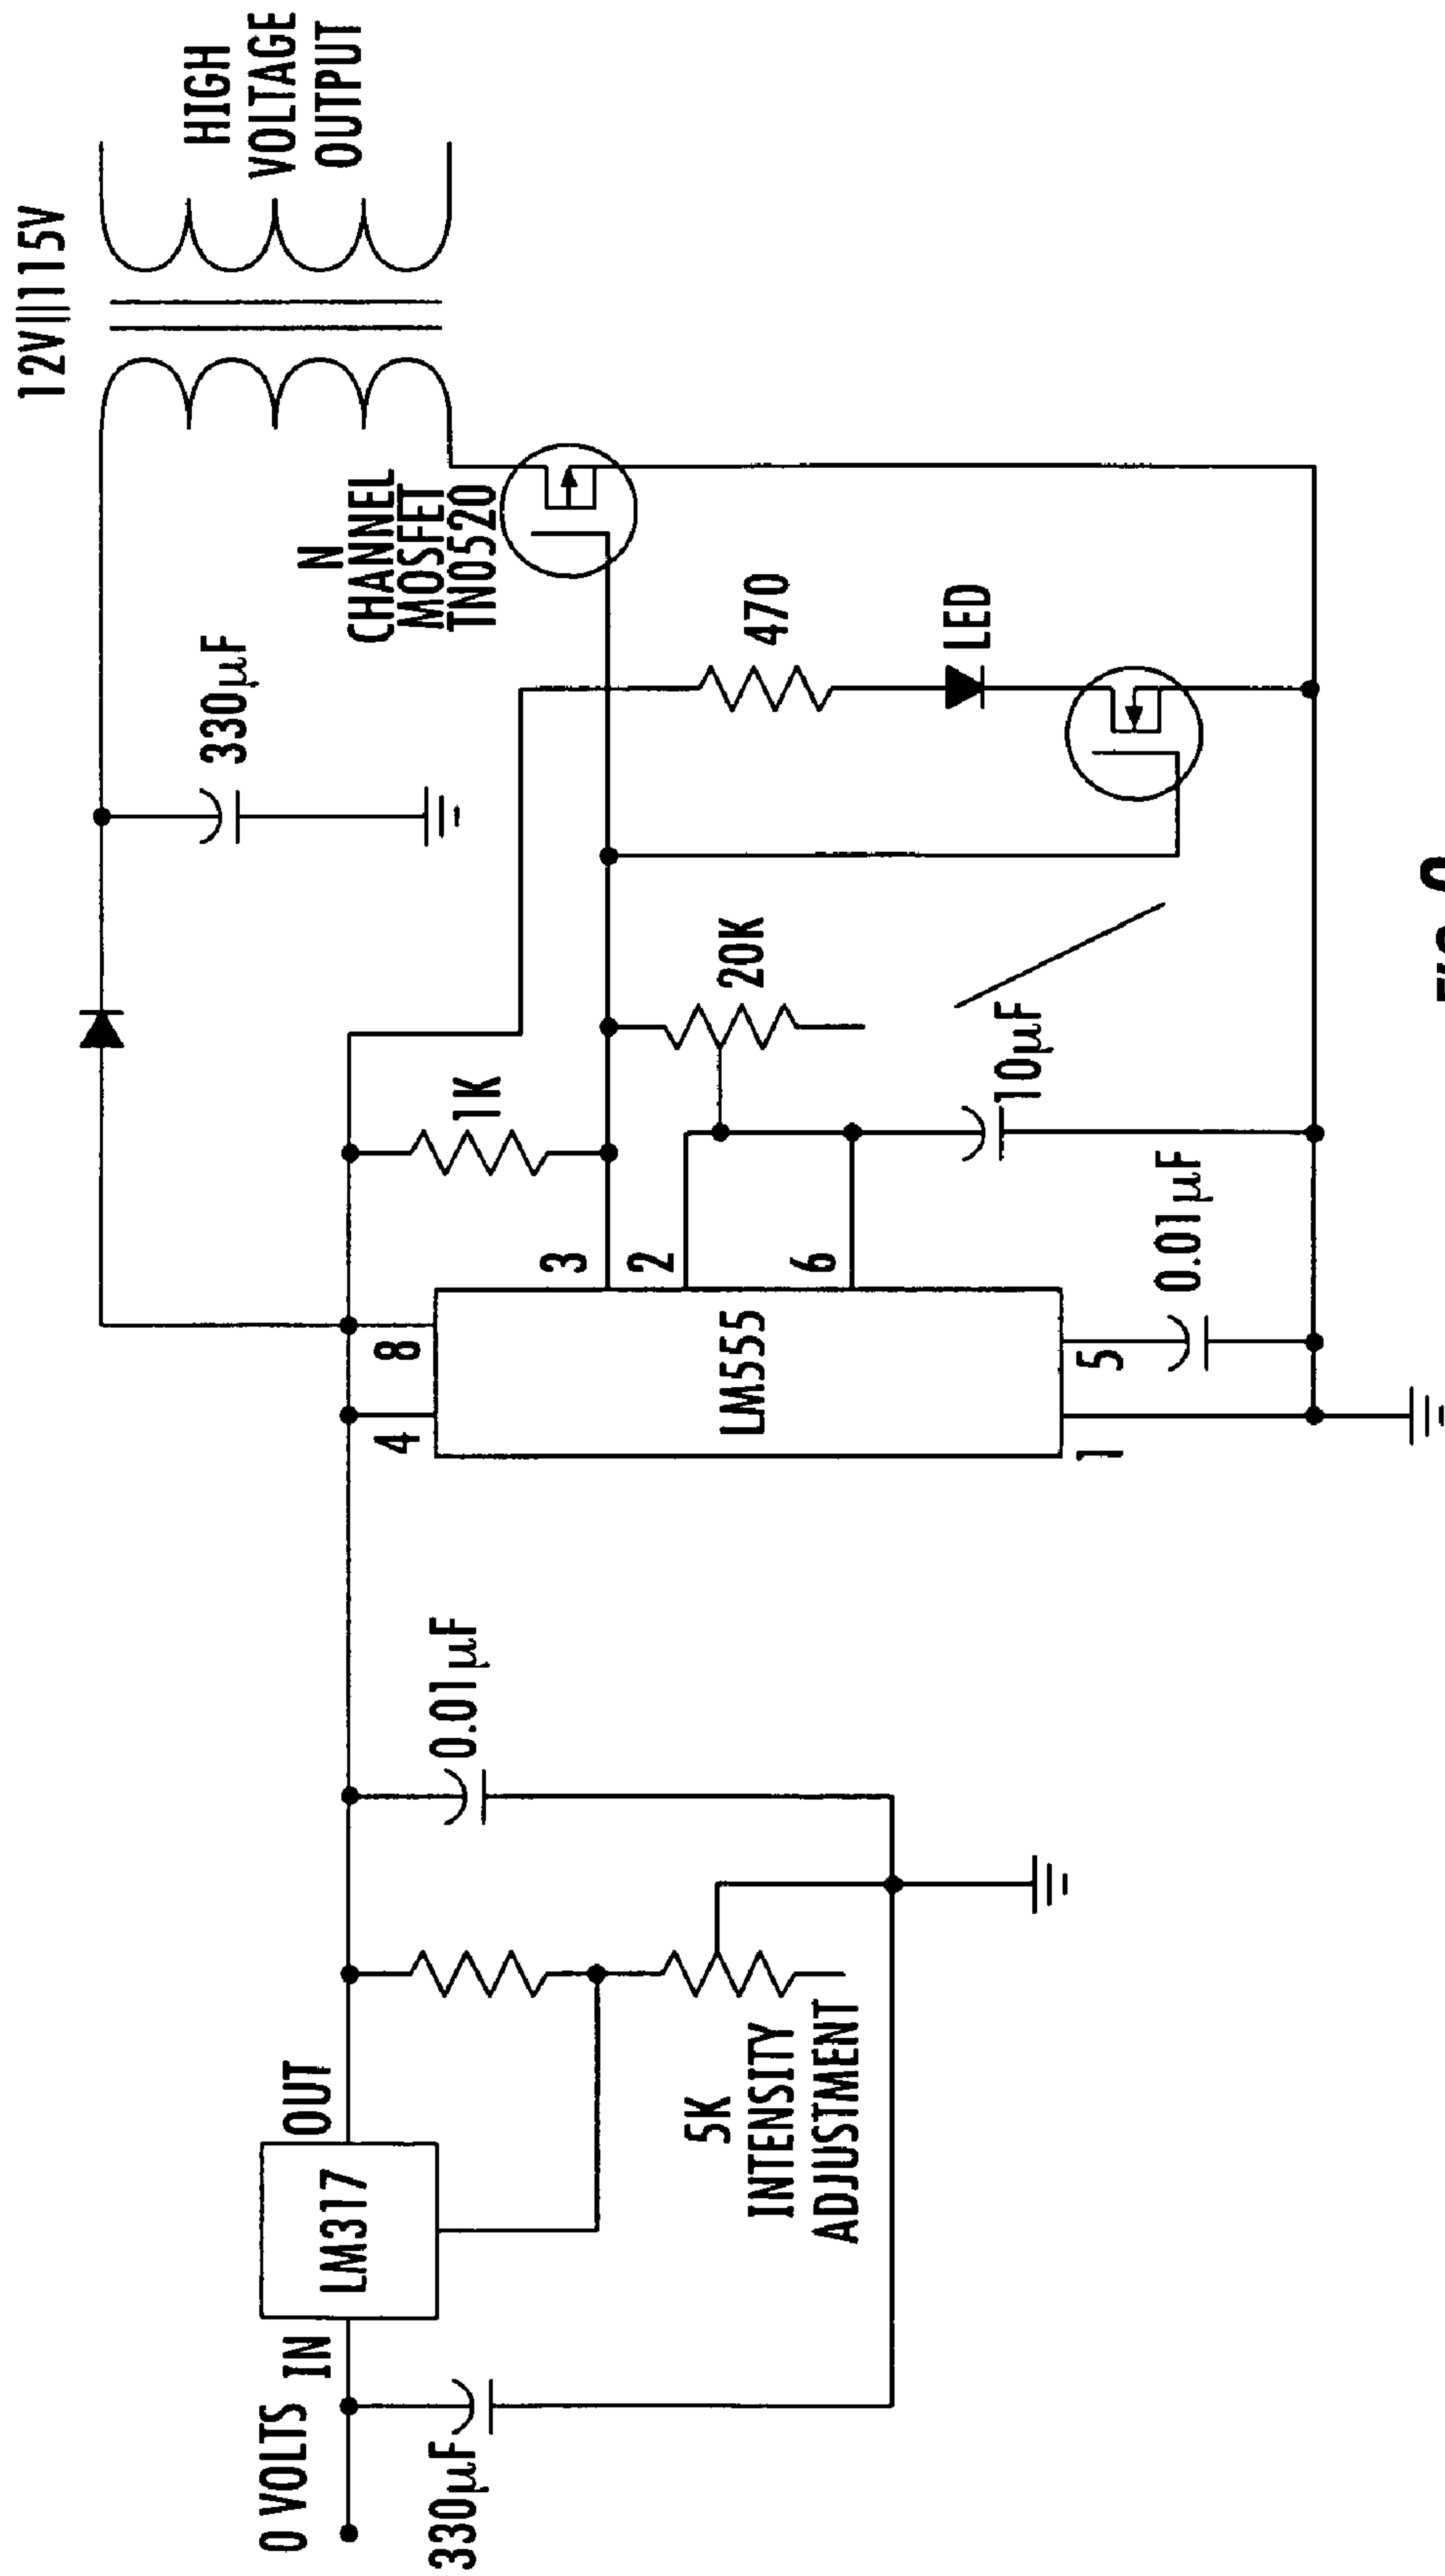 12V||115V
HIGH
VOLTAGE
OUTPUT
N
CHANNEL
MOSFET
TN0520
330µF
470
LED
1K
20K
10µF
3
2
6
8
4
LM555
5
1
0.01µF
0.01µF
OUT
LM317
IN
0 VOLTS
330µF
5K
INTENSITY
ADJUSTMENT